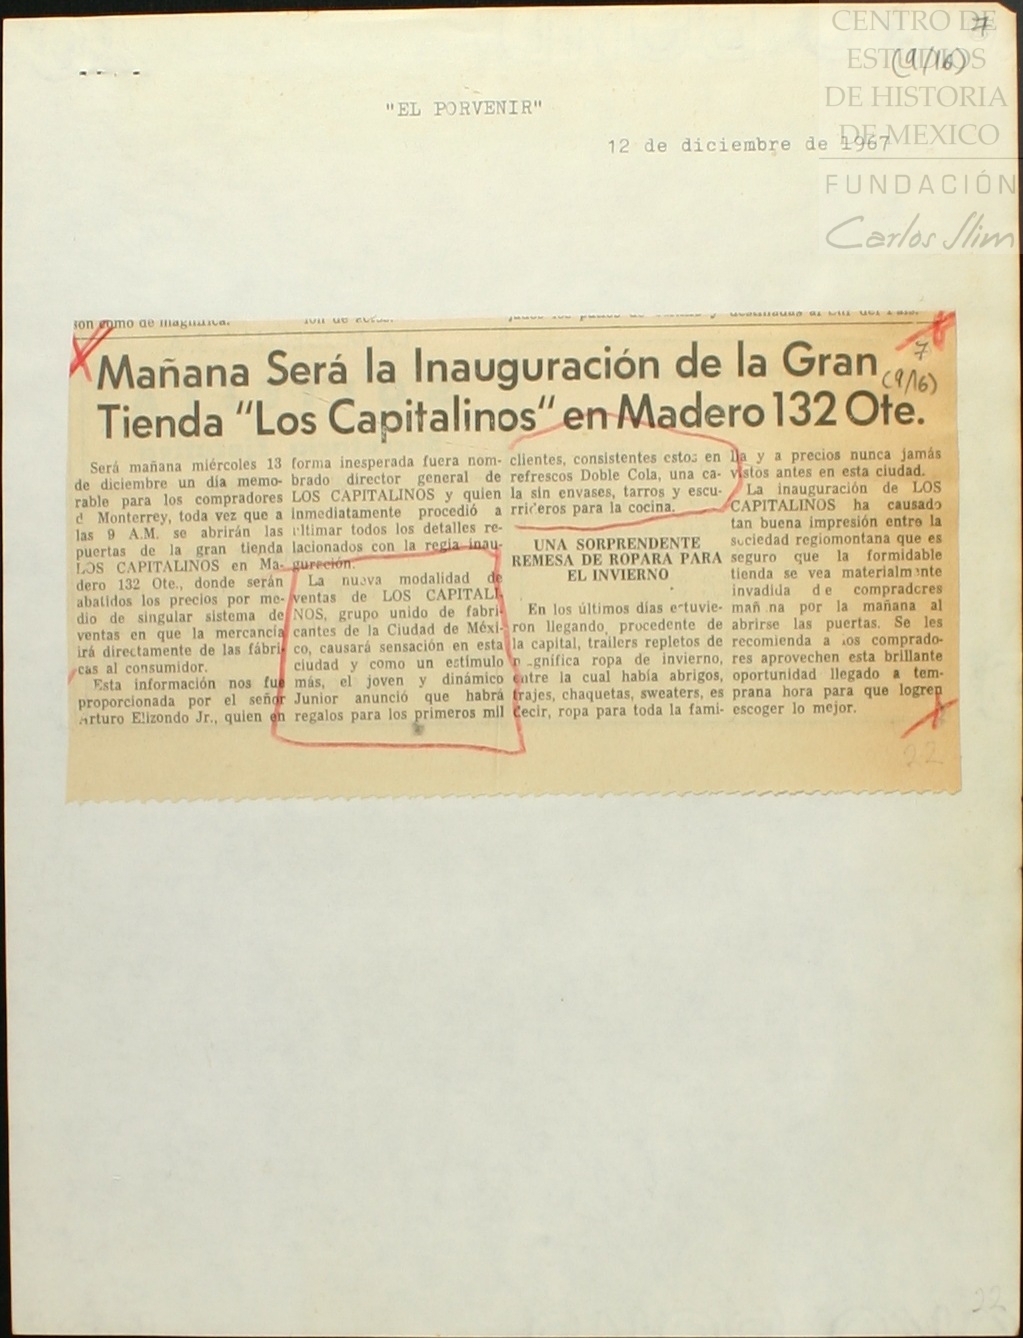 CENTRO DE
ESTUDIOS
DE HISTORIA
DE MEXICO
FUNDACIÓN
Carlos Slim
7
(9/16)
"EL PORVENIR"
12 de diciembre de 1967
son como de magnífica.
Mañana Será la Inauguración de la Gran
Tienda "Los Capitalinos" en Madero 132 Ote.
7
(9/16)
Será mañana miércoles 13
de diciembre un día memo-
rable para los compradores
d Monterrey, toda vez que a
las 9 A.M. se abrirán las
puertas de la gran tienda
LOS CAPITALINOS en Ma-
dero 132 Ote., donde serán
abatidos los precios por me-
dio de singular sistema de
ventas en que la mercancía
irá directamente de las fábri-
cas al consumidor.
Esta información nos fue
proporcionada por el señor
Arturo Elizondo Jr., quien en
forma inesperada fuera nom-
brado director general de
LOS CAPITALINOS y quien
inmediatamente procedió a
ultimar todos los detalles re-
lacionados con la regia inau-
guración.
La nueva modalidad de
ventas de LOS CAPITALI-
NOS, grupo unido de fabri-
cantes de la Ciudad de Méxi-
co, causará sensación en esta
ciudad y como un estímulo
más, el joven y dinámico
Junior anunció que habrá
regalos para los primeros mil
clientes, consistentes estos en
refrescos Doble Cola, una ca-
la sin envases, tarros y escu-
rrideros para la cocina.
UNA SORPRENDENTE
REMESA DE ROPARA PARA
EL INVIERNO
En los últimos días estuvie-
ron llegando, procedente de
la capital, trailers repletos de
magnífica ropa de invierno,
entre la cual había abrigos,
trajes, chaquetas, sweaters, es
decir, ropa para toda la fami-
lia y a precios nunca jamás
vistos antes en esta ciudad.
La inauguración de LOS
CAPITALINOS ha causado
tan buena impresión entre la
sociedad regiomontana que es
seguro que la formidable
tienda se vea materialmente
invadida de compradores
mañana por la mañana al
abrirse las puertas. Se les
recomienda a los comprado-
res aprovechen esta brillante
oportunidad llegado a tem-
prana hora para que logren
escoger lo mejor.
22
22